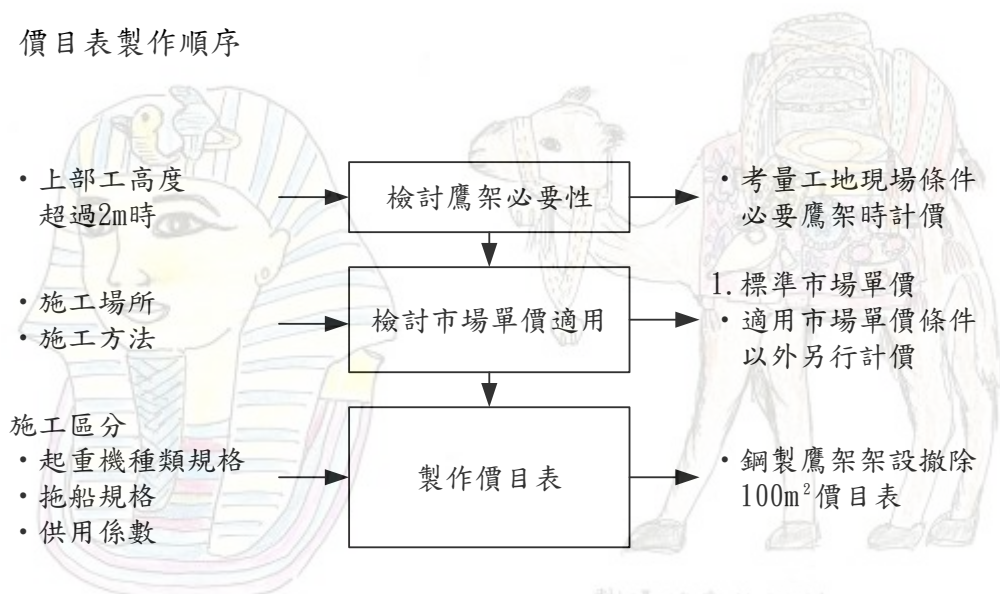 價目表製作順序
・上部工高度
超過2m時
檢討鷹架必要性
・考量工地現場條件
必要鷹架時計價
・施工場所
・施工方法
檢討市場單價適用
1.標準市場單價
・適用市場單價條件
以外另行計價
施工區分
・起重機種類規格
・拖船規格
・供用係數
製作價目表
・鋼製鷹架架設撤除
100m²價目表